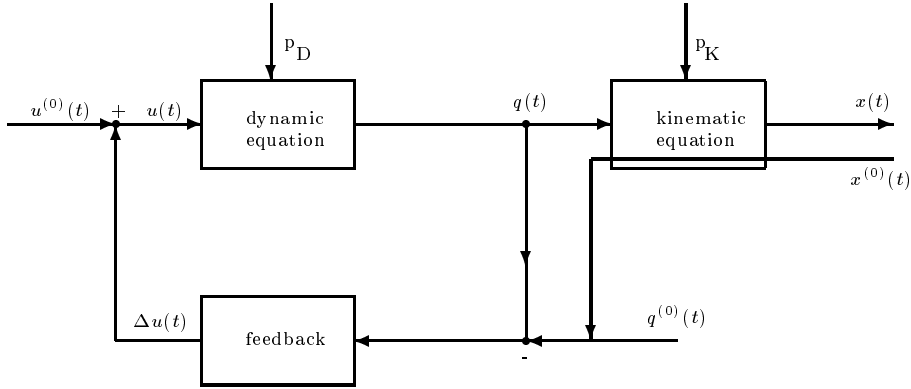 p_D
p_K
u^{(0)}(t)
+
u(t)
dynamic
equation
q(t)
kinematic
equation
x(t)
x^{(0)}(t)
Δu(t)
feedback
q^{(0)}(t)
-